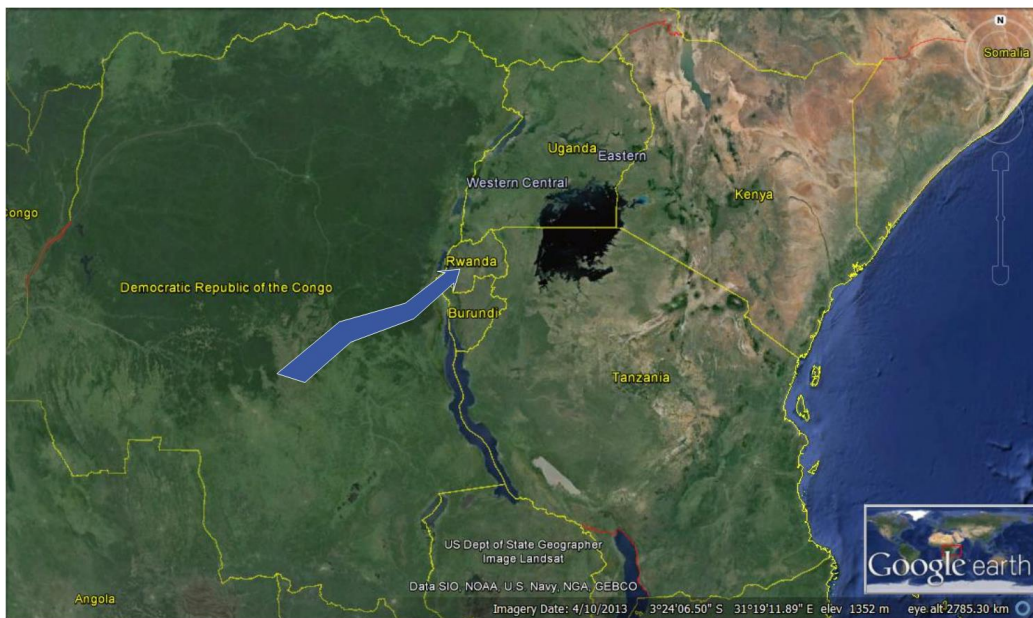 N
Somalia
Uganda
Eastern
Western Central
Kenya
Congo
Rwanda
Democratic Republic of the Congo
Burundi
Tanzania
US Dept of State Geographer
Image Landsat
Data SIO, NOAA, U.S. Navy, NGA, GEBCO
Angola
Google earth
Imagery Date: 4/10/2013 3°24'06.50" S 31°19'11.89" E elev 1352 m eye alt 2785.30 km